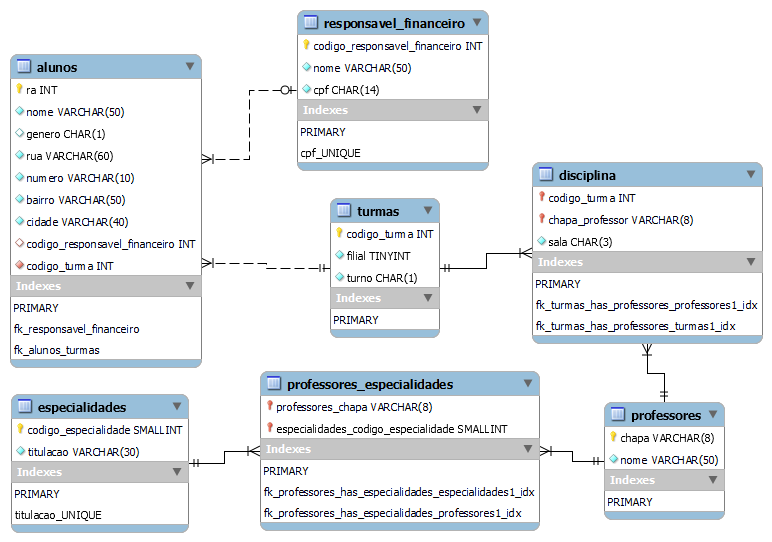 responsavel_financeiro
codigo_responsavel_financeiro INT
nome VARCHAR(50)
cpf CHAR(14)
Indexes
PRIMARY
cpf_UNIQUE
alunos
ra INT
nome VARCHAR(50)
genero CHAR(1)
rua VARCHAR(60)
numero VARCHAR(10)
bairro VARCHAR(50)
cidade VARCHAR(40)
codigo_responsavel_financeiro INT
codigo_turma INT
Indexes
PRIMARY
fk_responsavel_financeiro
fk_alunos_turmas
turmas
codigo_turma INT
filial TINYINT
turno CHAR(1)
Indexes
PRIMARY
disciplina
codigo_turma INT
chapa_professor VARCHAR(8)
sala CHAR(3)
Indexes
PRIMARY
fk_turmas_has_professores_professores1_idx
fk_turmas_has_professores_turmas1_idx
especialidades
codigo_especialidade SMALLINT
titulacao VARCHAR(30)
Indexes
PRIMARY
titulacao_UNIQUE
professores_especialidades
professores_chapa VARCHAR(8)
especialidades_codigo_especialidade SMALLINT
Indexes
PRIMARY
fk_professores_has_especialidades_especialidades1_idx
fk_professores_has_especialidades_professores1_idx
professores
chapa VARCHAR(8)
nome VARCHAR(50)
Indexes
PRIMARY